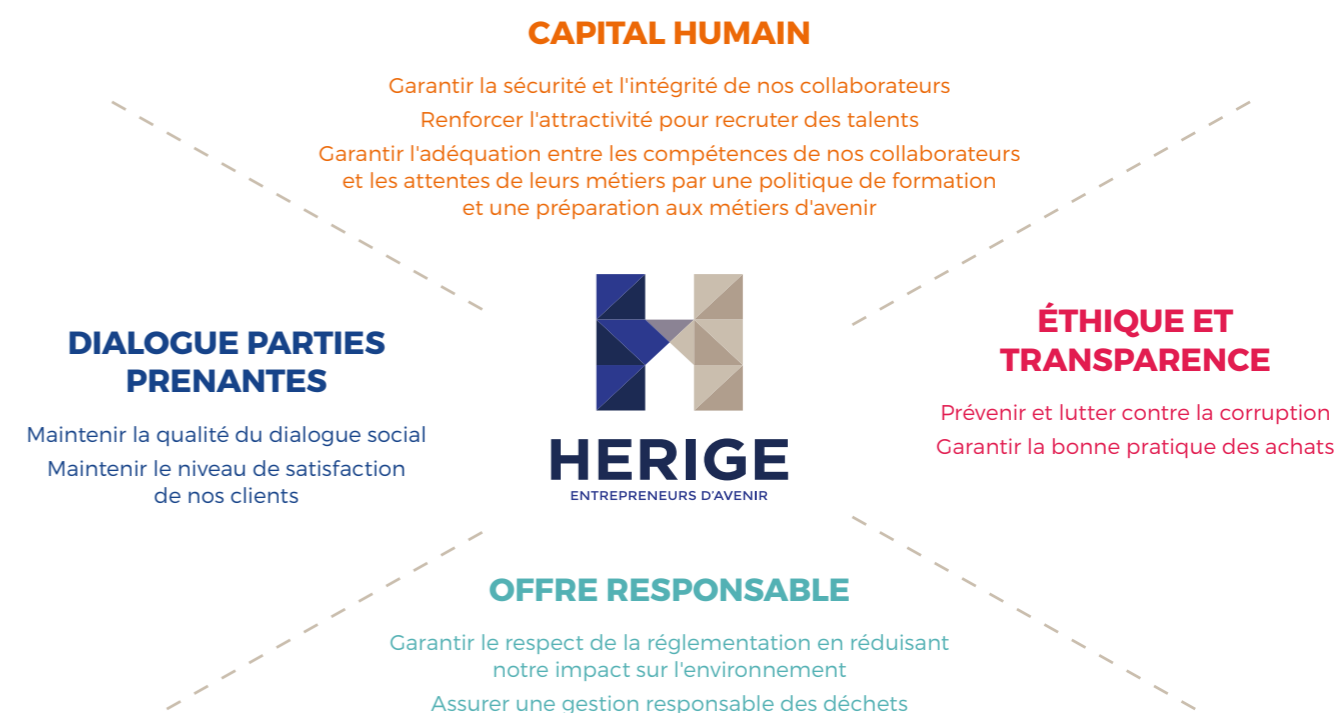 CAPITAL HUMAIN
Garantir la sécurité et l'intégrité de nos collaborateurs
Renforcer l'attractivité pour recruter des talents
Garantir l'adéquation entre les compétences de nos collaborateurs
et les attentes de leurs métiers par une politique de formation
et une préparation aux métiers d'avenir
DIALOGUE PARTIES
PRENANTES
Maintenir la qualité du dialogue social
Maintenir le niveau de satisfaction
de nos clients
HERIGE
ENTREPRENEURS D'AVENIR
ÉTHIQUE ET
TRANSPARENCE
Prévenir et lutter contre la corruption
Garantir la bonne pratique des achats
OFFRE RESPONSABLE
Garantir le respect de la réglementation en réduisant
notre impact sur l'environnement
Assurer une gestion responsable des déchets